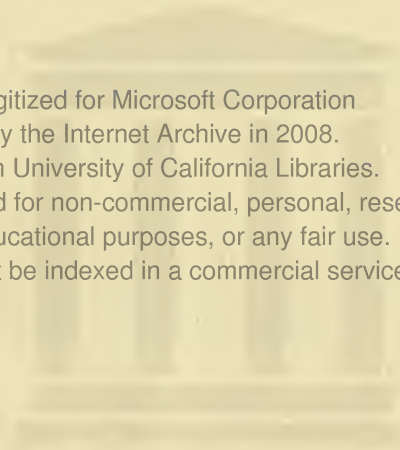 gitized for Microsoft Corporation
y the Internet Archive in 2008.
n University of California Libraries.
d for non-commercial, personal, rese
ucational purposes, or any fair use.
t be indexed in a commercial service